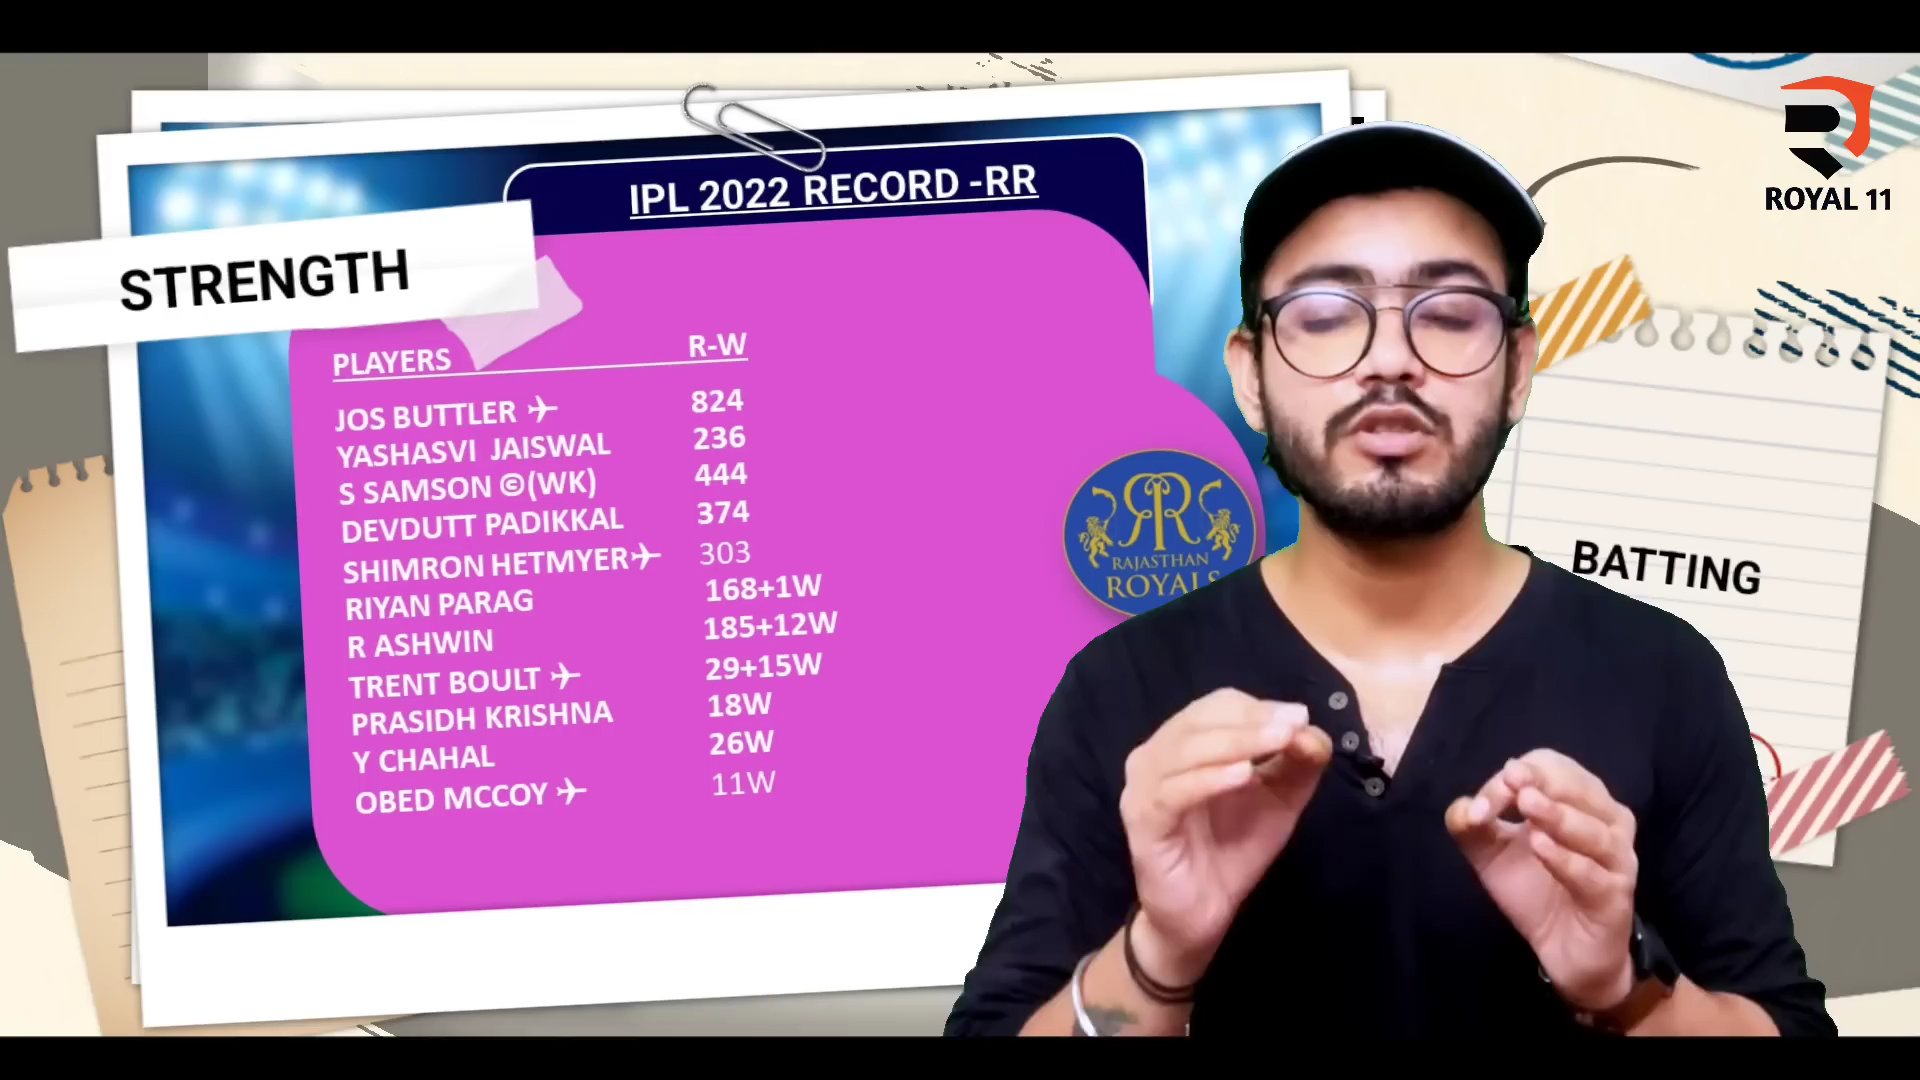 IPL 2022 RECORD -RR
ROYAL 11
STRENGTH
PLAYERS R-W
JOS BUTTLER ✈ 824
YASHASVI JAISWAL 236
S SAMSON ©(WK) 444
DEVDUTT PADIKKAL 374
SHIMRON HETMYER✈ 303
RIYAN PARAG 168+1W
R ASHWIN 185+12W
TRENT BOULT ✈ 29+15W
PRASIDH KRISHNA 18W
Y CHAHAL 26W
OBED MCCOY ✈ 11W
RAJASTHAN
ROYALS
BATTING